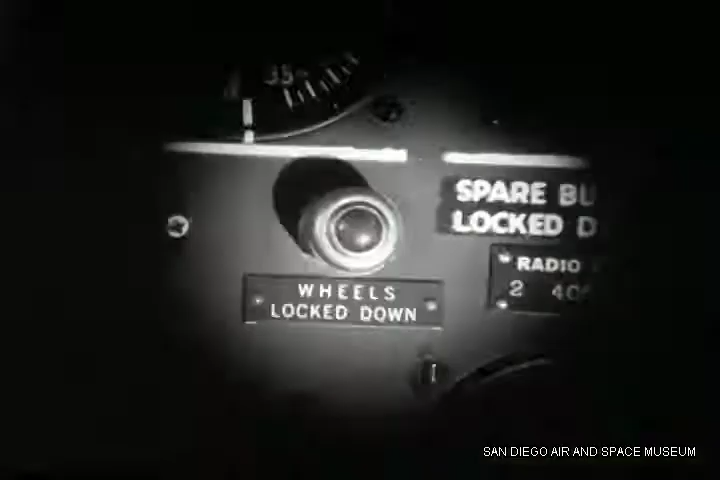 35
SPARE BU
LOCKED D
RADIO
2 40
WHEELS
LOCKED DOWN
SAN DIEGO AIR AND SPACE MUSEUM